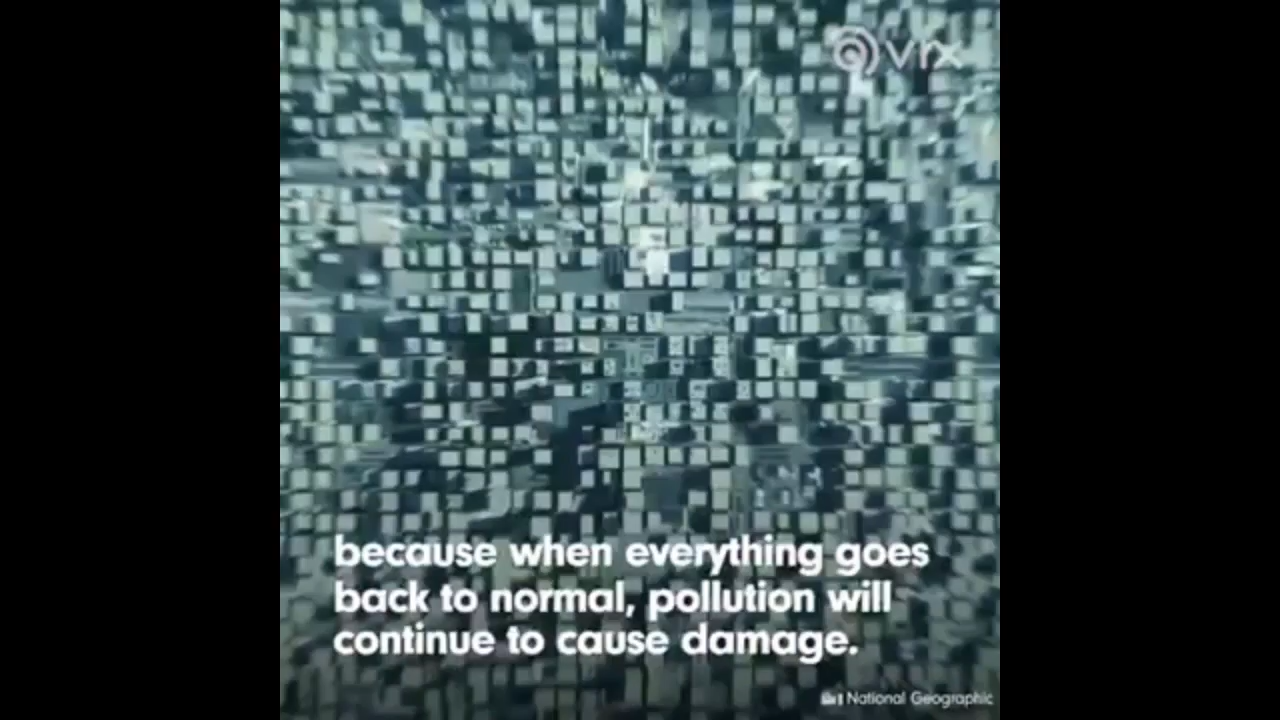 vrx
because when everything goes
back to normal, pollution will
continue to cause damage.
National Geographic